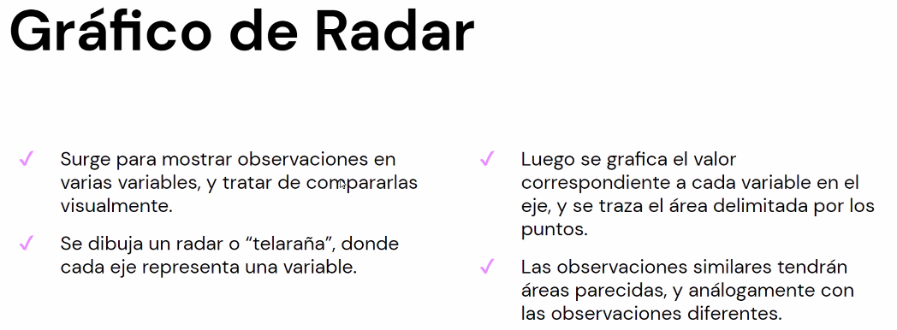 Gráfico de Radar
✓ Surge para mostrar observaciones en
varias variables, y tratar de compararlas
visualmente.
✓ Se dibuja un radar o “telaraña”, donde
cada eje representa una variable.
✓ Luego se grafica el valor
correspondiente a cada variable en el
eje, y se traza el área delimitada por los
puntos.
✓ Las observaciones similares tendrán
áreas parecidas, y análogamente con
las observaciones diferentes.